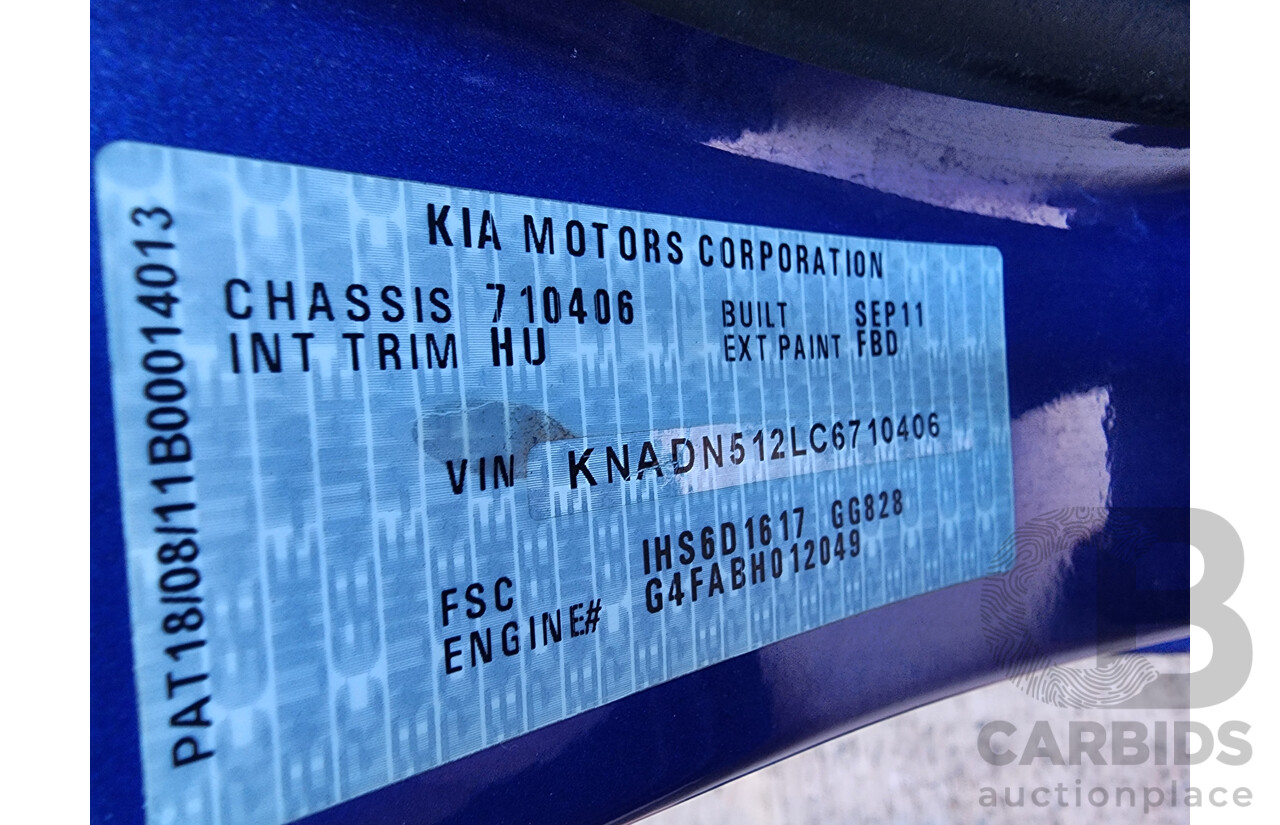 KIA MOTORS CORPORATION
CHASSIS 710406 BUILT SEP11
INT TRIM HU EXT PAINT FBD
VIN KNADN512LC6710406
FSC IHS6D1617 GG828
ENGINE# G4FABH012049
PAT18/08/11B00014013
CB
CARBIDS
auctionplace